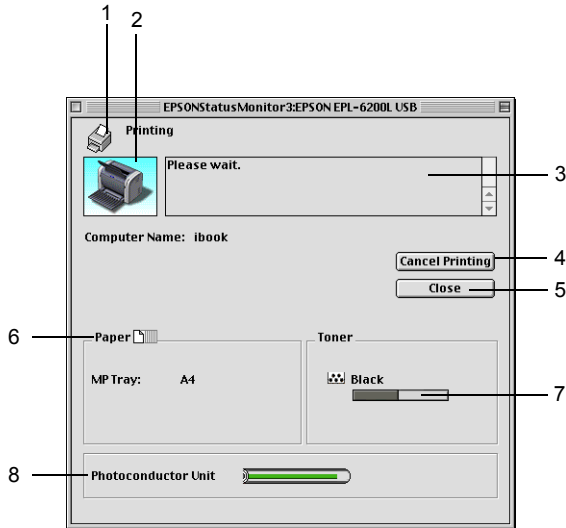 1
2
EPSONStatusMonitor3:EPSON EPL-6200L USB
Printing
Please wait.
3
Computer Name: ibook
Cancel Printing
4
Close
5
6
Paper
Toner
MP Tray: A4
Black
7
8
Photoconductor Unit